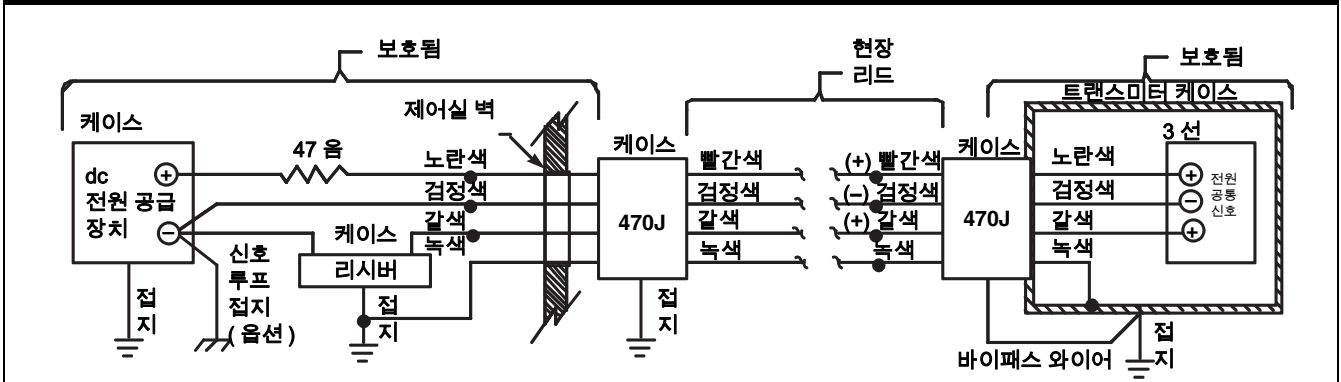 보호됨
케이스
dc
전원 공급
장치
+
−
접
지
신호
루프
접지
( 옵션 )
47 옴
케이스
리시버
접
지
제어실 벽
노란색
검정색
갈색
녹색
케이스
470J
접
지
현장
리드
빨간색
검정색
갈색
녹색
(+) 빨간색
(−) 검정색
(+) 갈색
녹색
케이스
470J
바이패스 와이어
보호됨
트랜스미터 케이스
노란색
검정색
갈색
녹색
3 선
+ 전원
− 공통
+ 신호
접
지